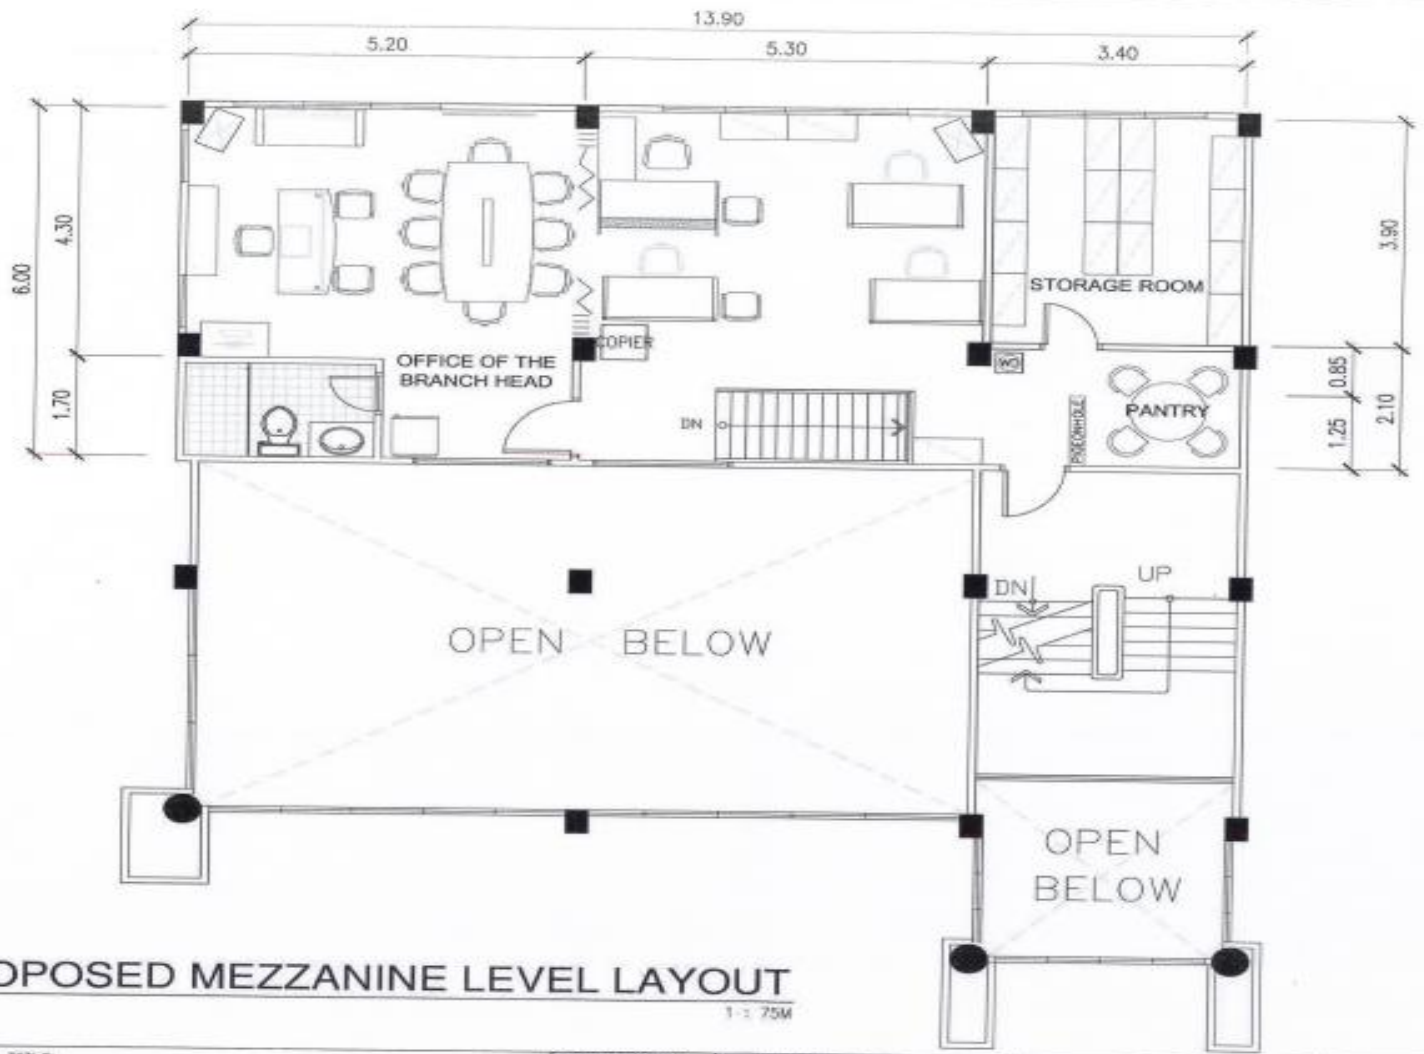 13.90
5.20
5.30
3.40
6.00
4.30
1.70
3.90
0.85
1.25
2.10
STORAGE ROOM
COPIER
WD
OFFICE OF THE
BRANCH HEAD
PIGEONHOLE
PANTRY
DN
DN
UP
OPEN BELOW
OPEN
BELOW
OPOSED MEZZANINE LEVEL LAYOUT
1 : 75M